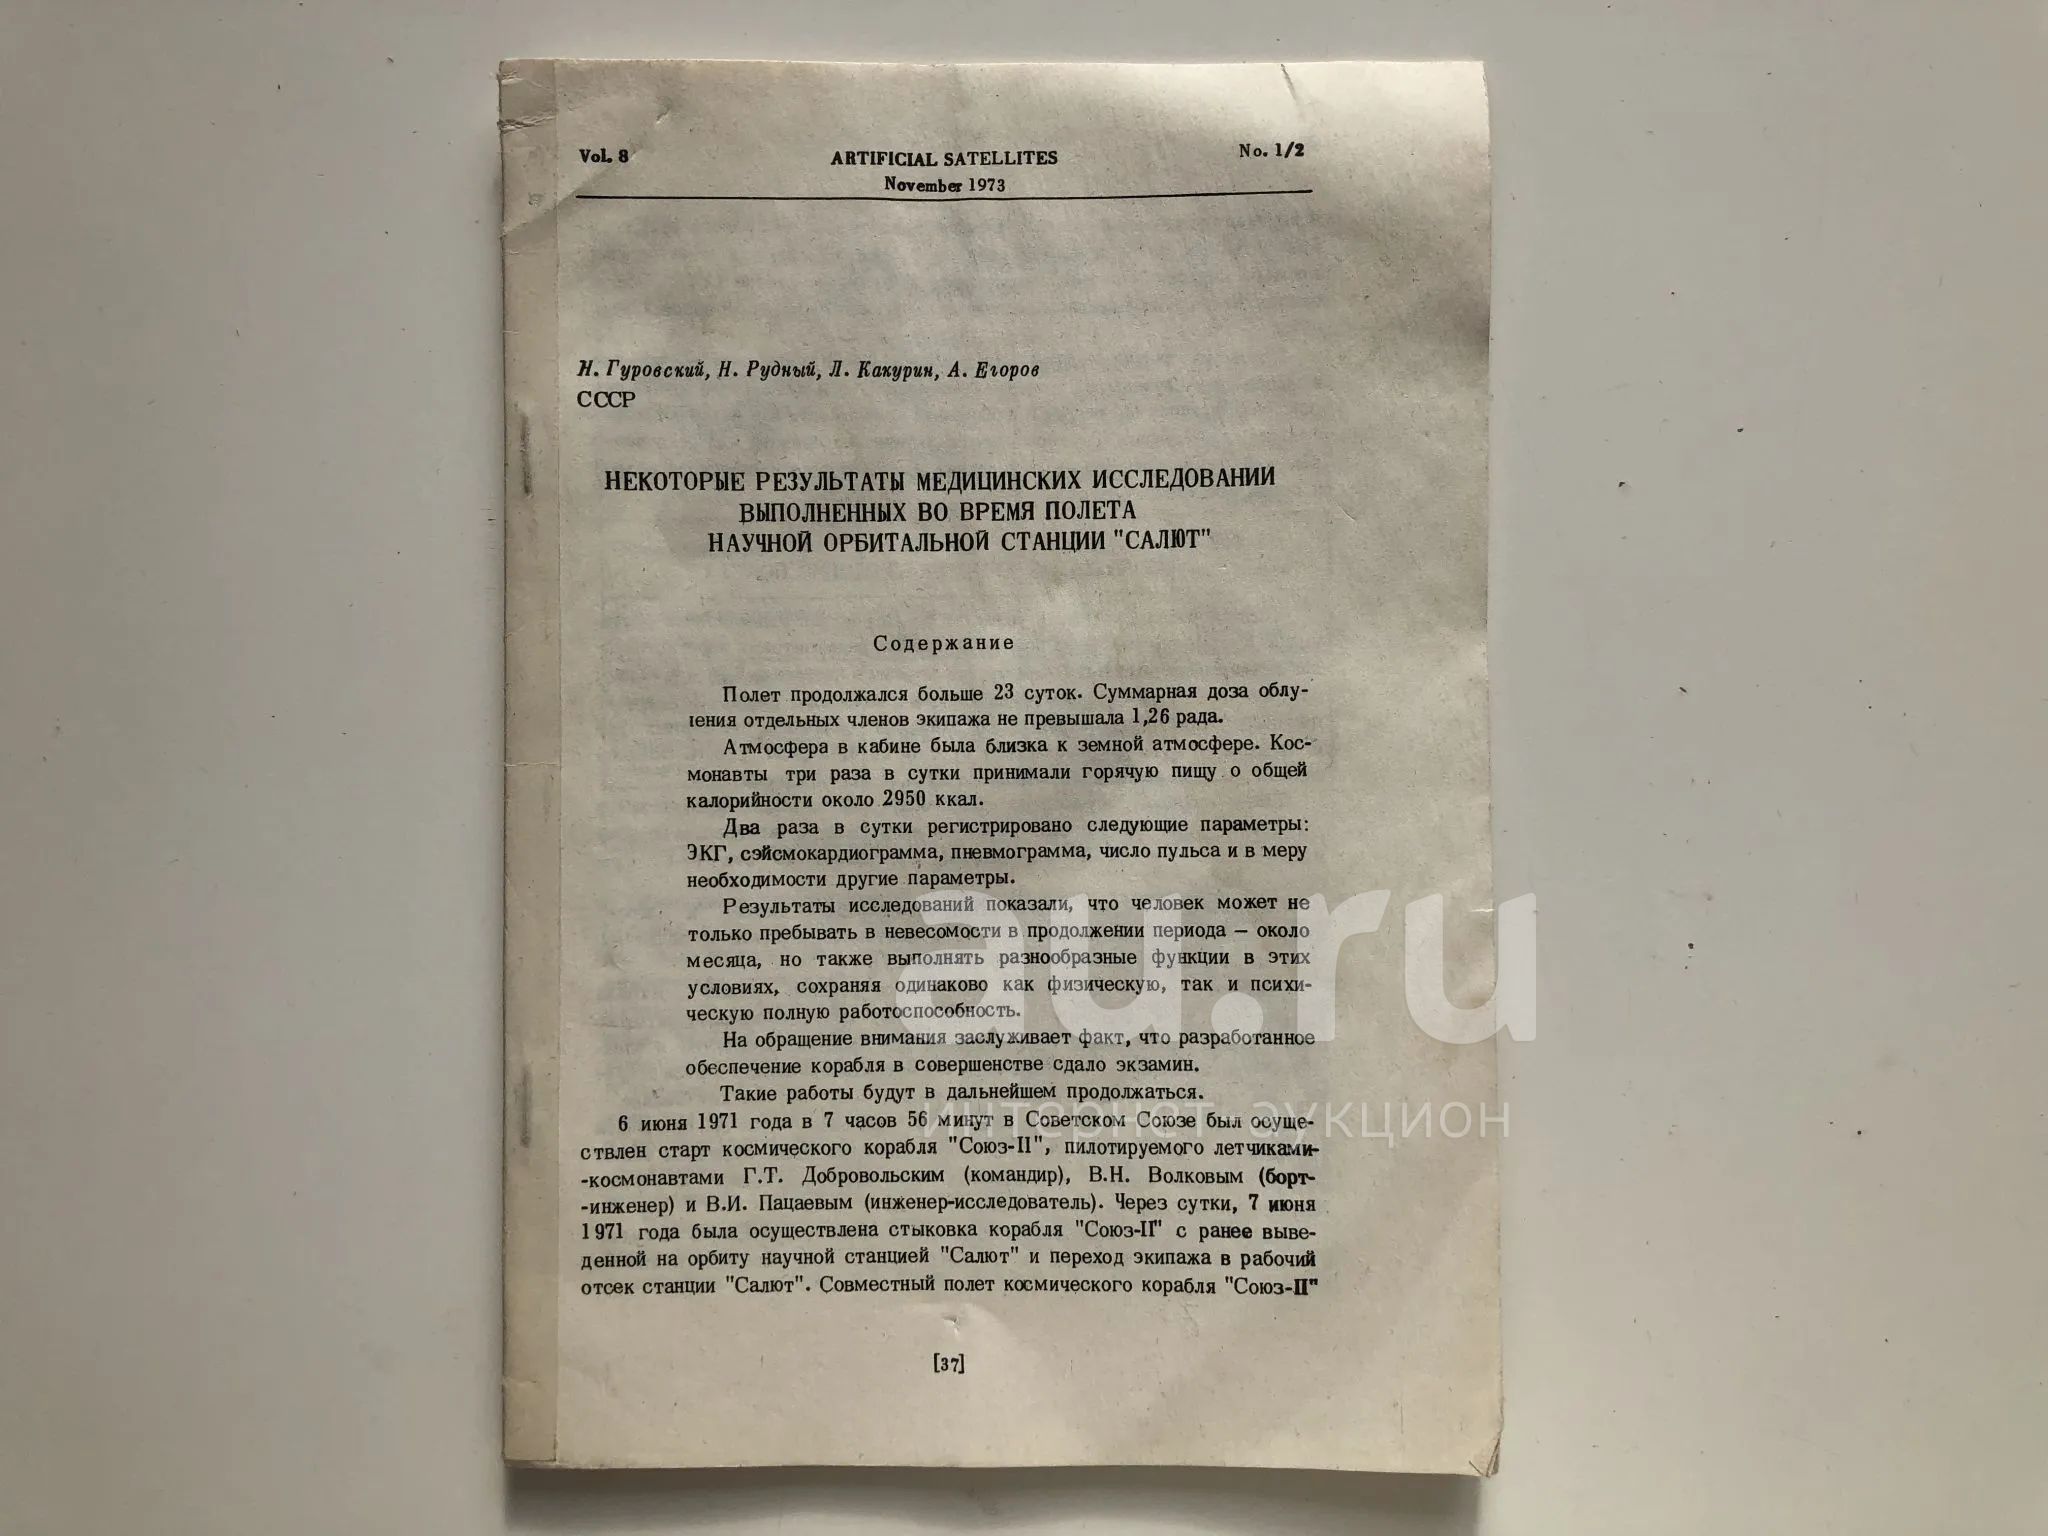 Vol. 8 ARTIFICIAL SATELLITES No. 1/2
November 1973
Н. Гуровский, Н. Рудный, Л. Какурин, А. Егоров
СССР
НЕКОТОРЫЕ РЕЗУЛЬТАТЫ МЕДИЦИНСКИХ ИССЛЕДОВАНИИ
ВЫПОЛНЕННЫХ ВО ВРЕМЯ ПОЛЕТА
НАУЧНОЙ ОРБИТАЛЬНОЙ СТАНЦИИ "САЛЮТ"
Содержание
Полет продолжался больше 23 суток. Суммарная доза облу-
чения отдельных членов экипажа не превышала 1,26 рада.
Атмосфера в кабине была близка к земной атмосфере. Кос-
монавты три раза в сутки принимали горячую пищу о общей
калорийности около 2950 ккал.
Два раза в сутки регистрировано следующие параметры:
ЭКГ, сэйсмокардиограмма, пневмограмма, число пульса и в меру
необходимости другие параметры.
Результаты исследований показали, что человек может не
только пребывать в невесомости в продолжении периода — около
месяца, но также выполнять разнообразные функции в этих
условиях, сохраняя одинаково как физическую, так и психи-
ческую полную работоспособность.
На обращение внимания заслуживает факт, что разработанное
обеспечение корабля в совершенстве сдало экзамин.
Такие работы будут в дальнейшем продолжаться.
6 июня 1971 года в 7 часов 56 минут в Советском Союзе был осуще-
ствлен старт космического корабля "Союз-II", пилотируемого летчиками-
-космонавтами Г.Т. Добровольским (командир), В.Н. Волковым (борт-
-инженер) и В.И. Пацаевым (инженер-исследователь). Через сутки, 7 июня
1971 года была осуществлена стыковка корабля "Союз-II" с ранее выве-
денной на орбиту научной станцией "Салют" и переход экипажа в рабочий
отсек станции "Салют". Совместный полет космического корабля "Союз-II"
[37]
au.ru
интернет-аукцион